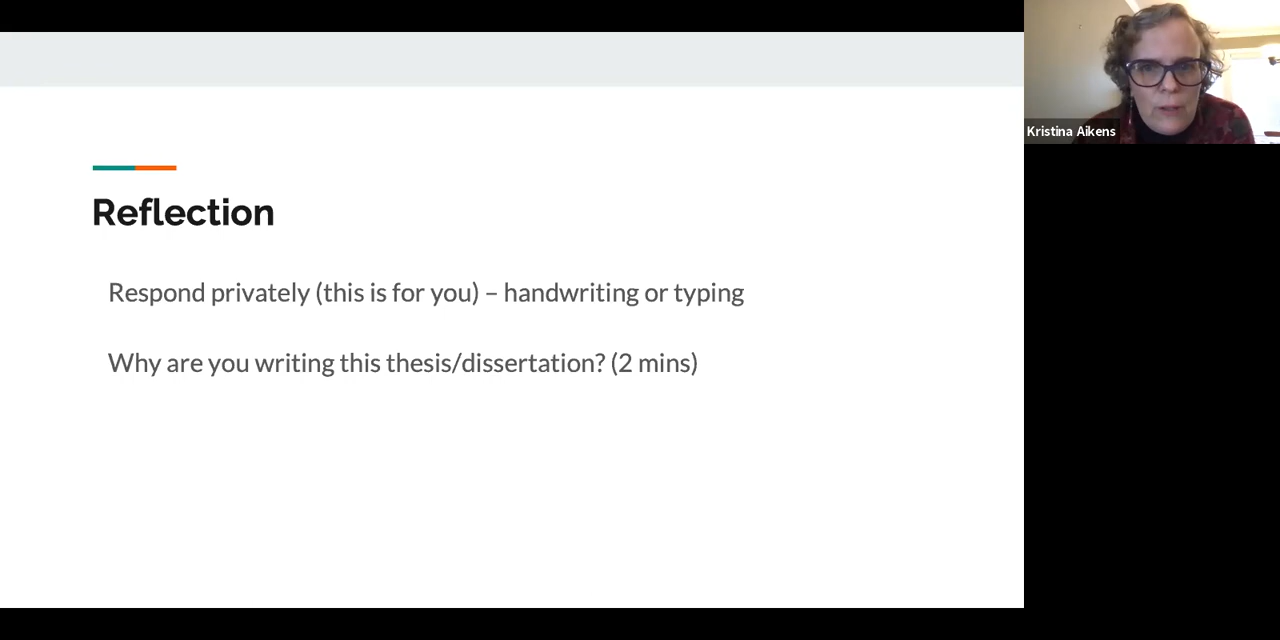 Reflection
Respond privately (this is for you) – handwriting or typing
Why are you writing this thesis/dissertation? (2 mins)
Kristina Aikens